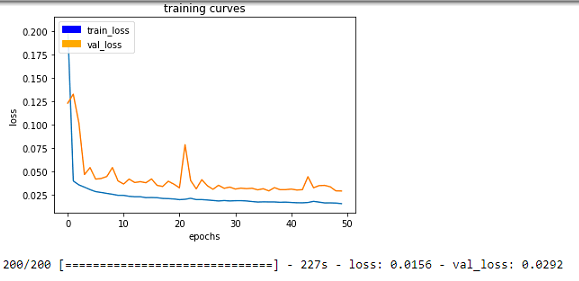 training curves
train_loss
val_loss
0.200
0.175
0.150
0.125
0.100
0.075
0.050
0.025
loss
0 10 20 30 40 50
epochs
200/200 [==============================] - 227s - loss: 0.0156 - val_loss: 0.0292